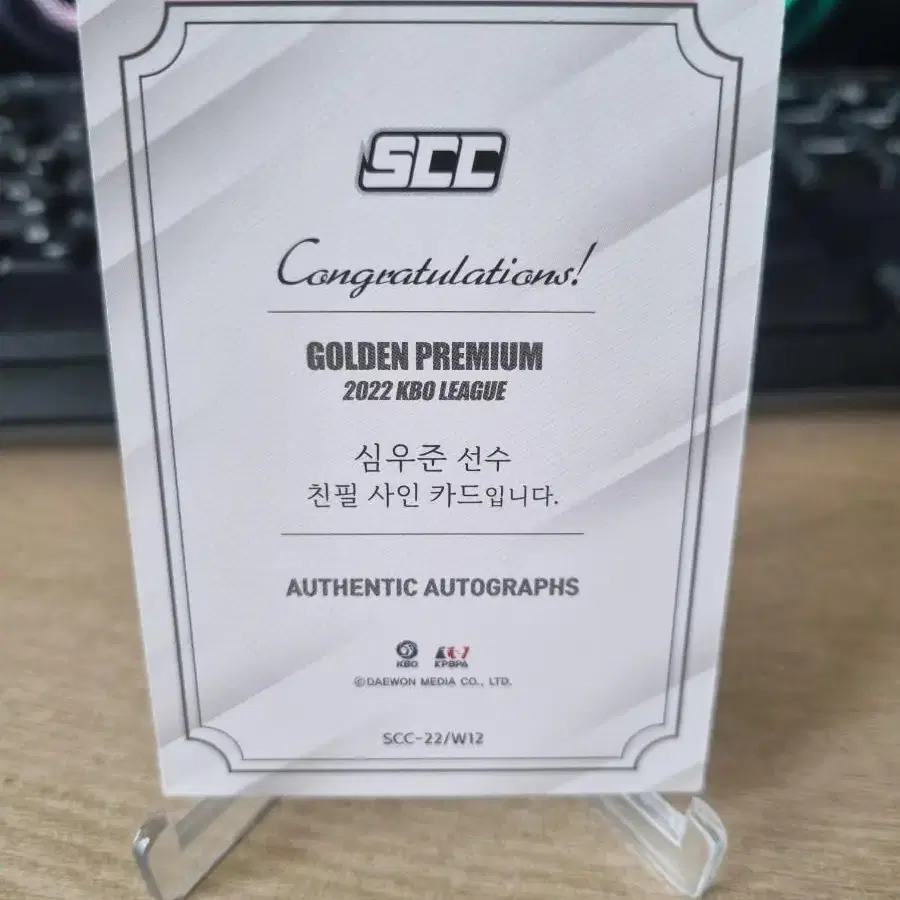 SCC
Congratulations!
GOLDEN PREMIUM
2022 KBO LEAGUE
심우준 선수
친필 사인 카드입니다.
AUTHENTIC AUTOGRAPHS
KBO KPBPA
©DAEWON MEDIA CO., LTD.
SCC-22/W12